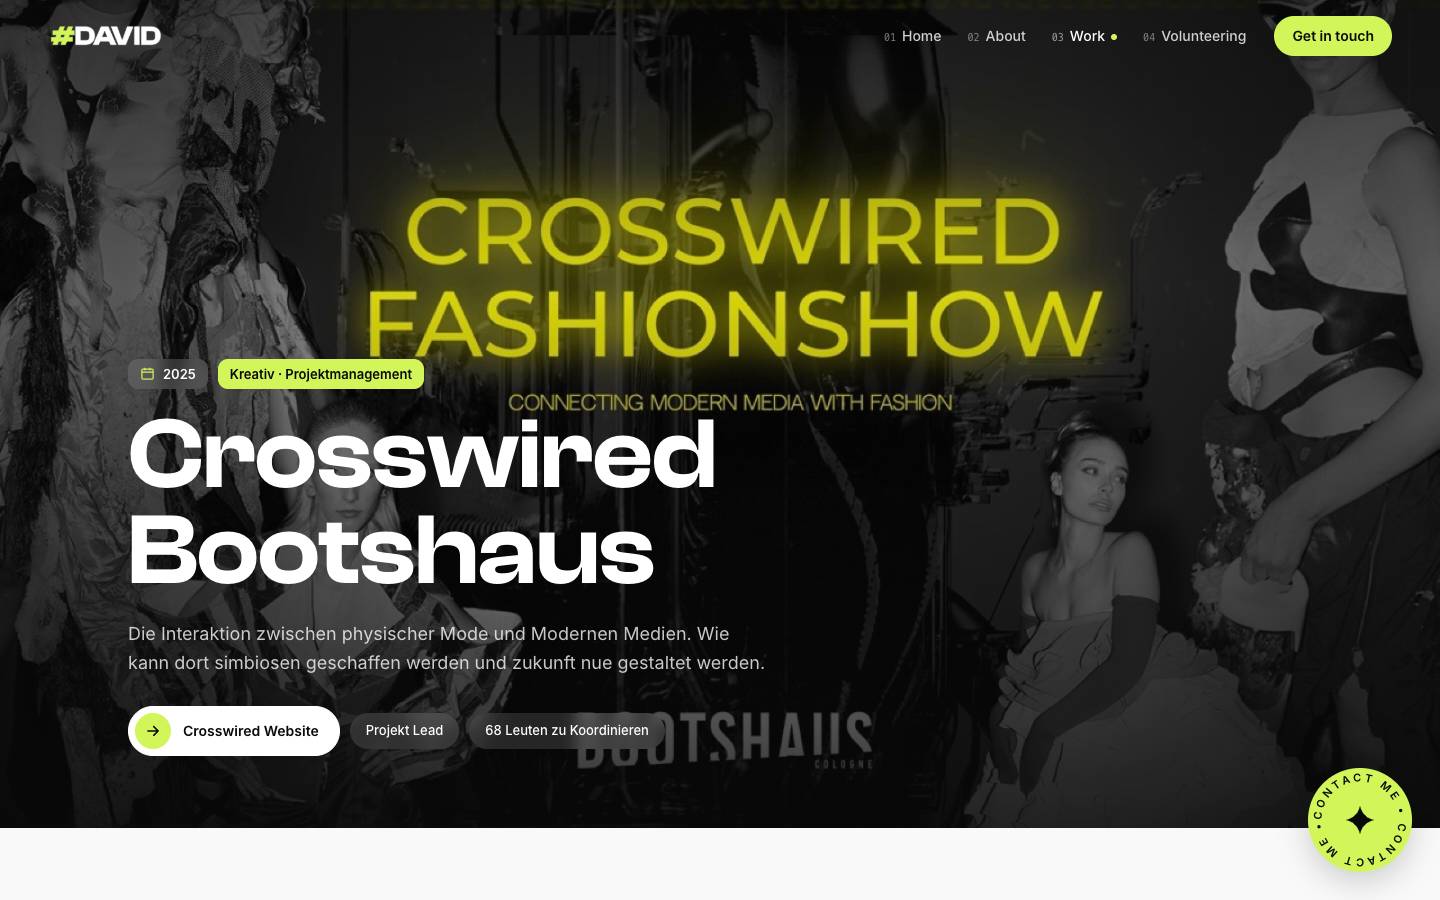 #DAVID
01 Home
02 About
03 Work
04 Volunteering
Get in touch
CROSSWIRED
FASHIONSHOW
CONNECTING MODERN MEDIA WITH FASHION
2025
Kreativ · Projektmanagement
Crosswired
Bootshaus
Die Interaktion zwischen physischer Mode und Modernen Medien. Wie
kann dort simbiosen geschaffen werden und zukunft nue gestaltet werden.
Crosswired Website
Projekt Lead
68 Leuten zu Koordinieren
BOOTSHAUS
COLOGNE
CONTACT ME • CONTACT ME •